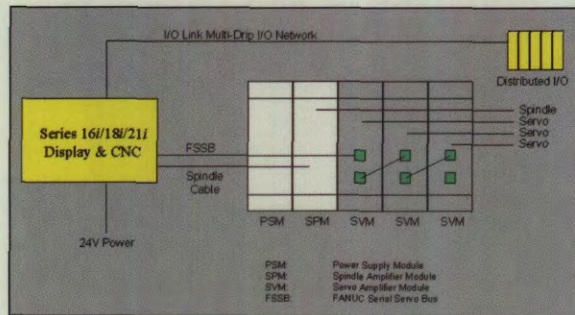 I/O Link Multi-Drip I/O Network
Distributed I/O
Series 16i/18i/21i
Display & CNC
FSSB
Spindle
Cable
Spindle
Servo
Servo
Servo
PSM
SPM
SVM
SVM
SVM
24V Power
PSM: Power Supply Module
SPM: Spindle Amplifier Module
SVM: Servo Amplifier Module
FSSB: FANUC Serial Servo Bus